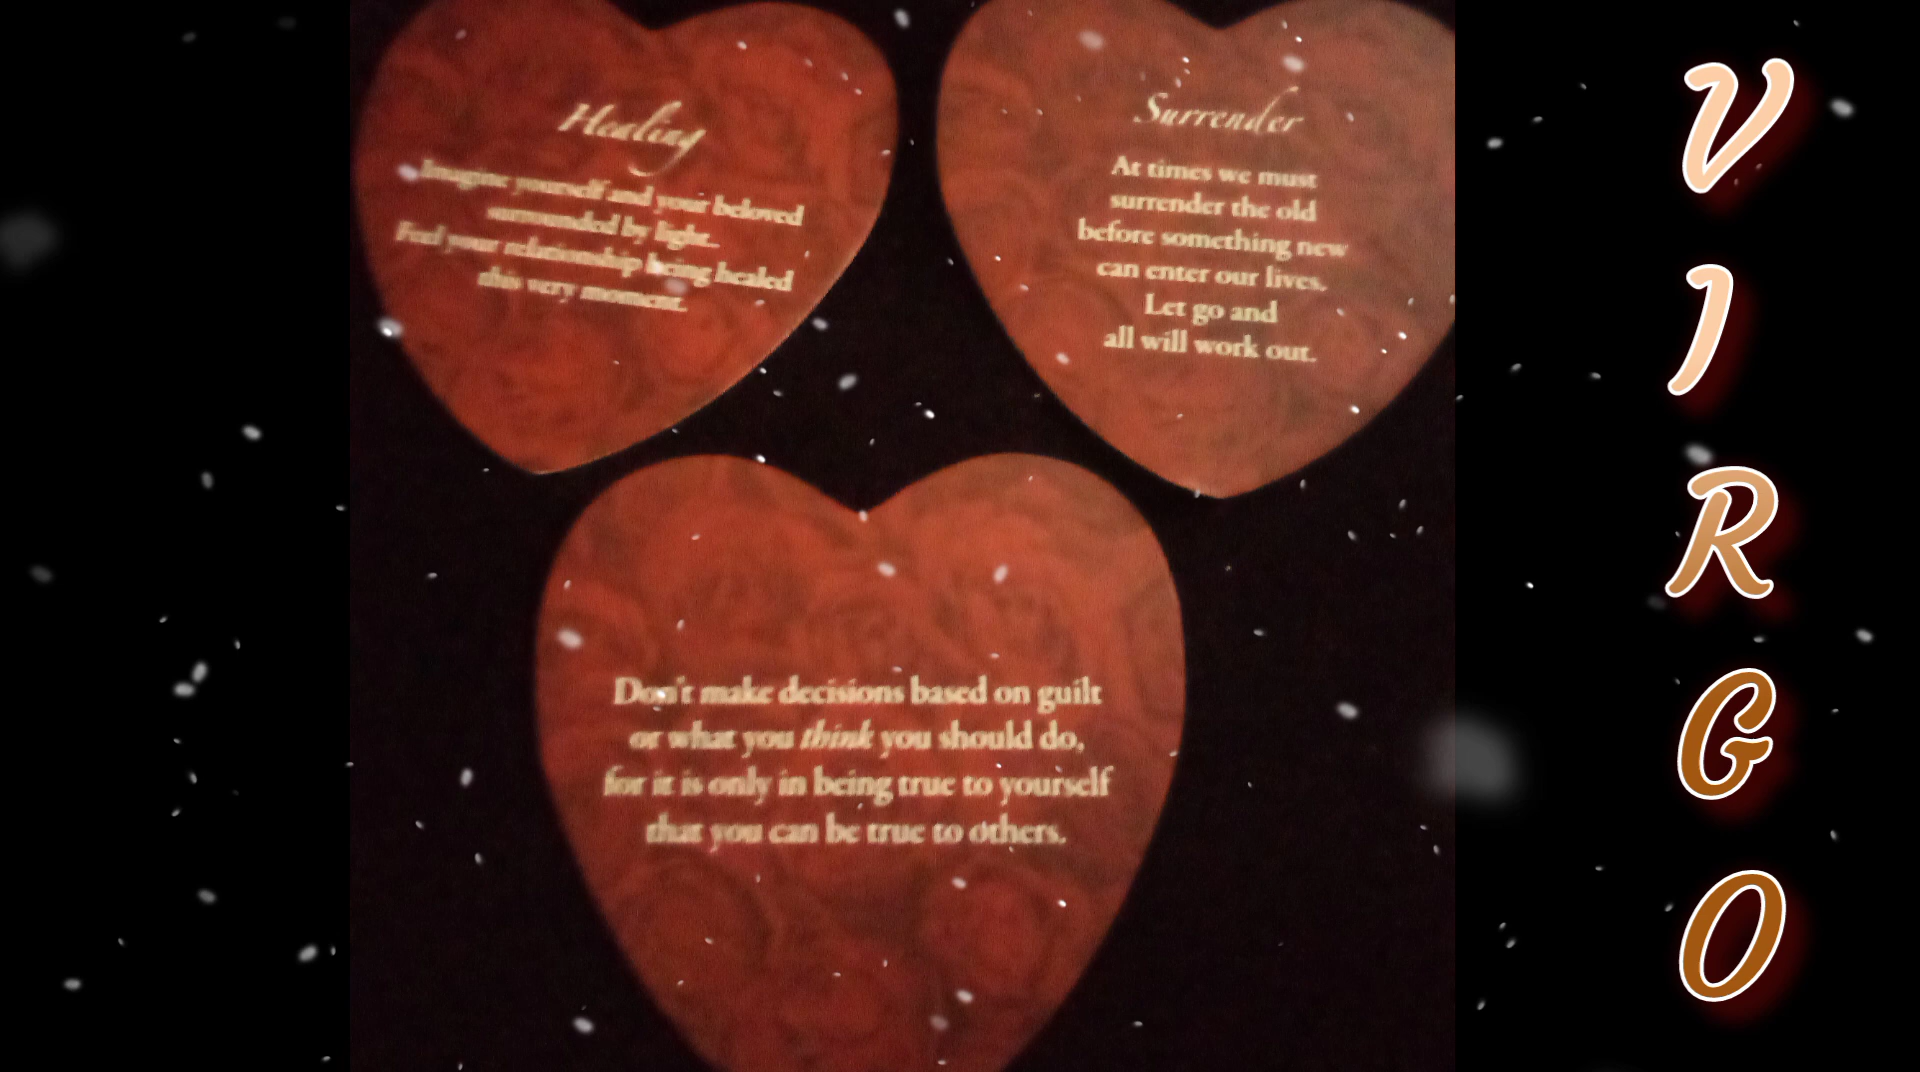 Healing
Imagine yourself and your beloved
surrounded by light...
Feel your relationship being healed
this very moment.
Surrender
At times we must
surrender the old
before something new
can enter our lives.
Let go and
all will work out.
Don't make decisions based on guilt
or what you think you should do,
for it is only in being true to yourself
that you can be true to others.
VIRGO